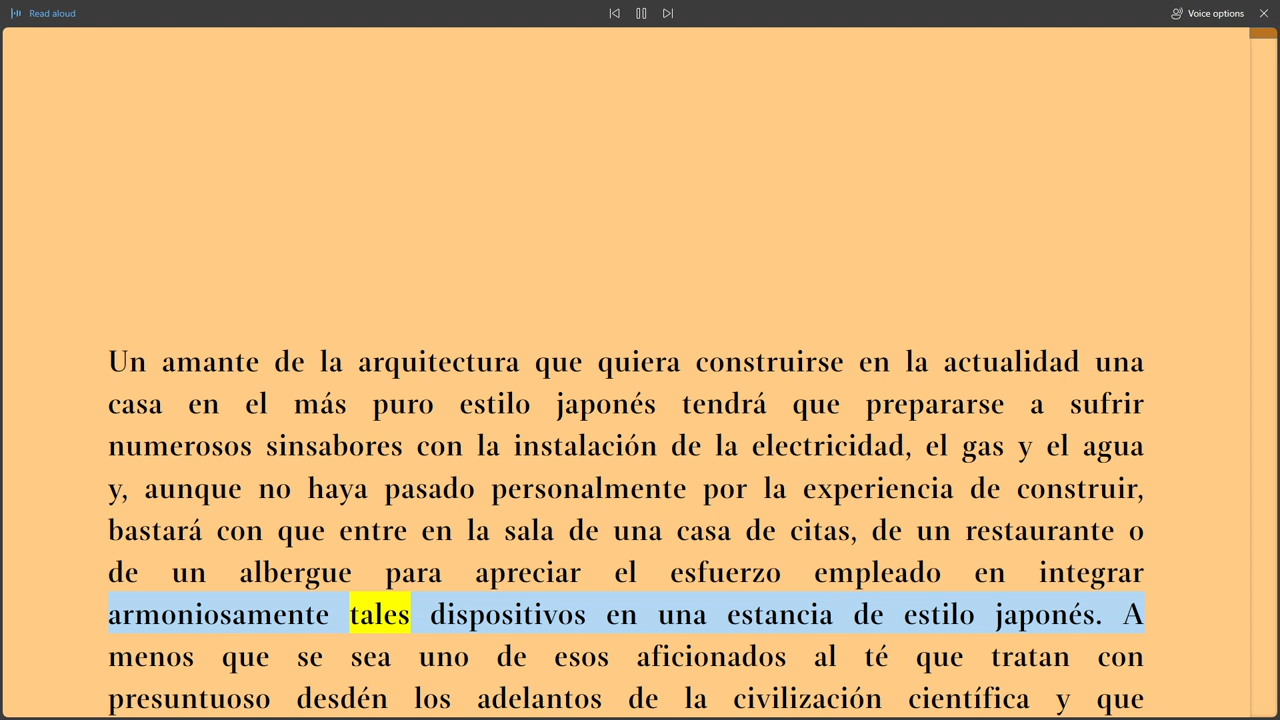 Read aloud
Voice options
Un amante de la arquitectura que quiera construirse en la actualidad una
casa en el más puro estilo japonés tendrá que prepararse a sufrir
numerosos sinsabores con la instalación de la electricidad, el gas y el agua
y, aunque no haya pasado personalmente por la experiencia de construir,
bastará con que entre en la sala de una casa de citas, de un restaurante o
de un albergue para apreciar el esfuerzo empleado en integrar
armoniosamente tales dispositivos en una estancia de estilo japonés. A
menos que se sea uno de esos aficionados al té que tratan con
presuntuoso desdén los adelantos de la civilización científica y que